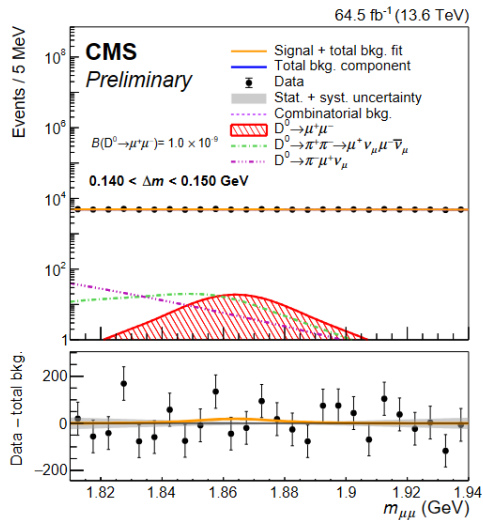 64.5 fb⁻¹ (13.6 TeV)
CMS
Preliminary
Signal + total bkg. fit
Total bkg. component
Data
Stat. + syst. uncertainty
Combinatorial bkg.
D⁰→μ⁺μ⁻
D⁰→π⁺π⁻→μ⁺ν_μμ⁻ν̅_μ
D⁰→π⁻μ⁺ν_μ
B(D⁰→μ⁺μ⁻)= 1.0 × 10⁻⁹
0.140 < Δm < 0.150 GeV
Events / 5 MeV
10⁸
10⁶
10⁴
10²
1
Data − total bkg.
200
0
−200
1.82 1.84 1.86 1.88 1.9 1.92 1.94
m_μμ (GeV)